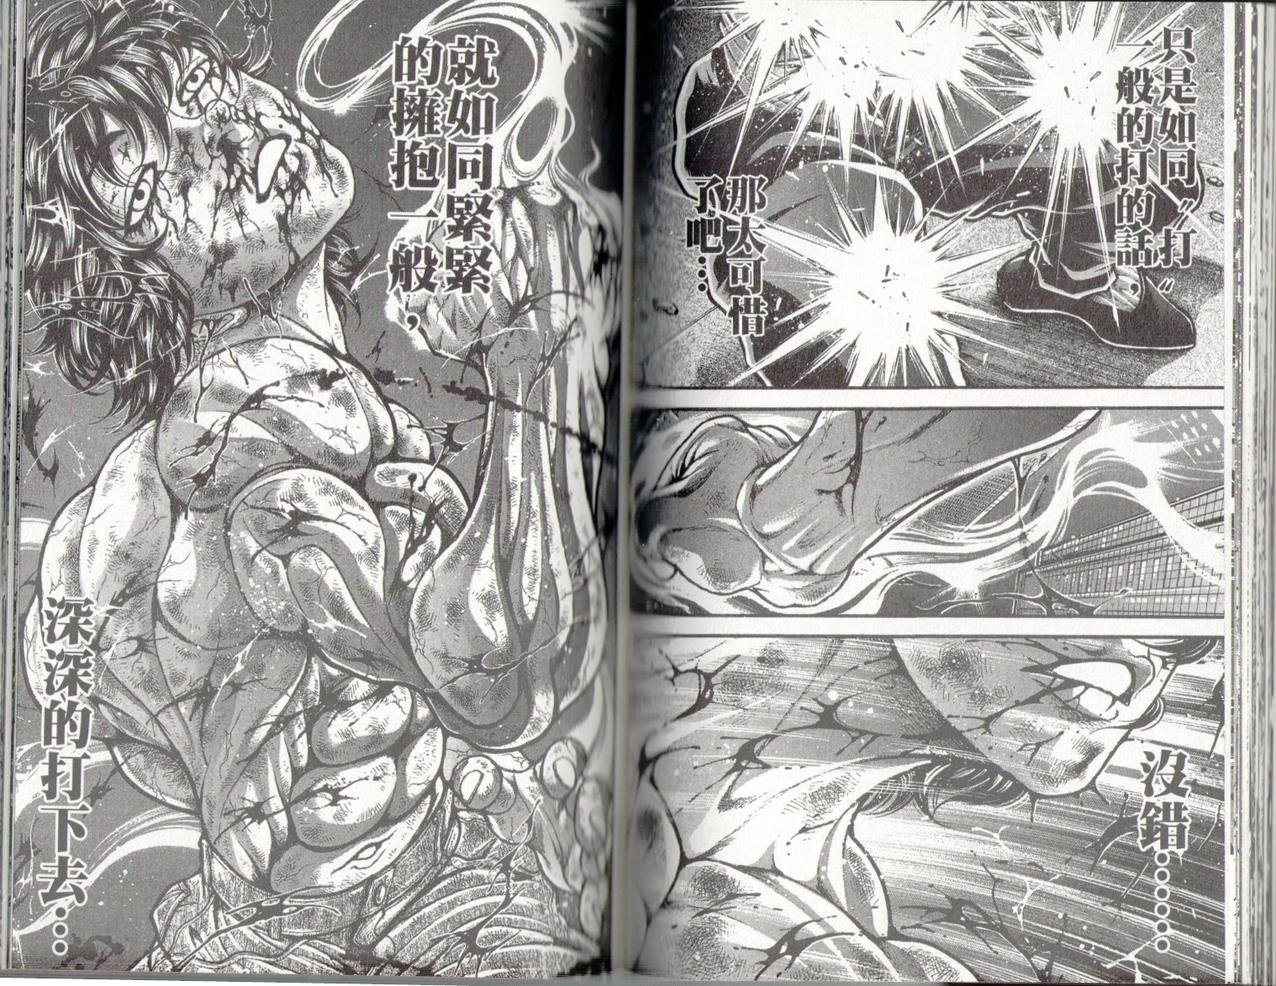 只是如同〝打〞
一般的打的話，
那太可惜
了吧…
沒錯………
就如同緊緊
的擁抱一般，
深深的打下去…